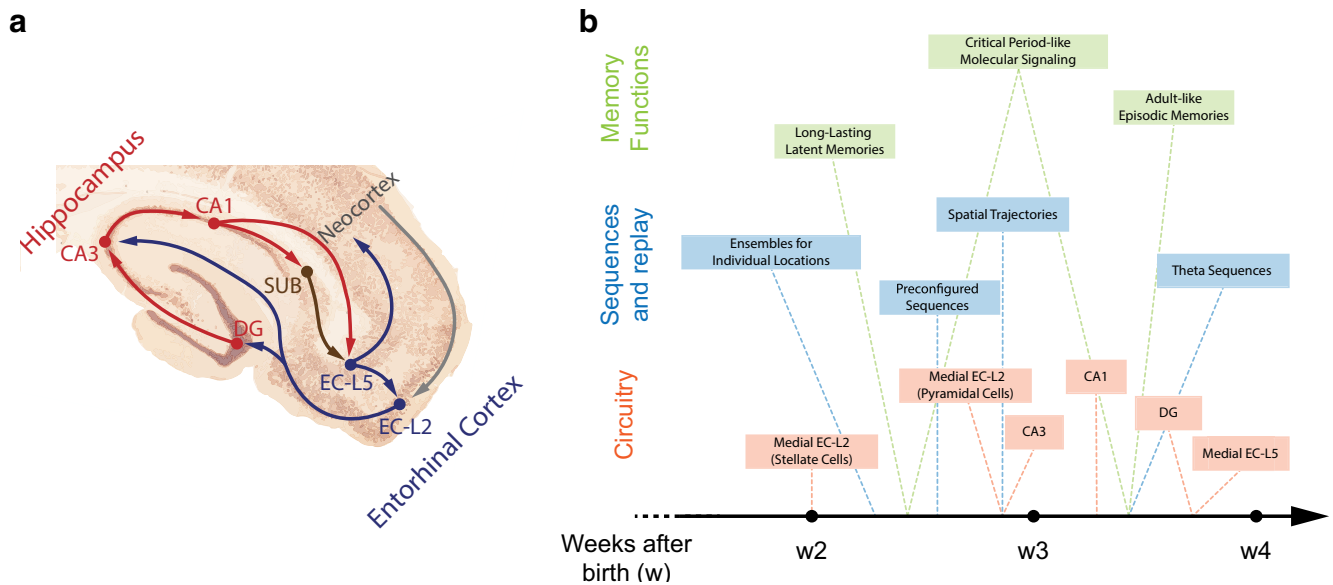 a
Hippocampus
CA1
CA3
Neocortex
SUB
DG
EC-L5
EC-L2
Entorhinal Cortex
b
Memory
Functions
Critical Period-like
Molecular Signaling
Adult-like
Episodic Memories
Long-Lasting
Latent Memories
Sequences
and replay
Spatial Trajectories
Ensembles for
Individual Locations
Theta Sequences
Preconfigured
Sequences
Circuitry
Medial EC-L2
(Pyramidal Cells)
CA1
DG
CA3
Medial EC-L2
(Stellate Cells)
Medial EC-L5
Weeks after
birth (w)
w2
w3
w4